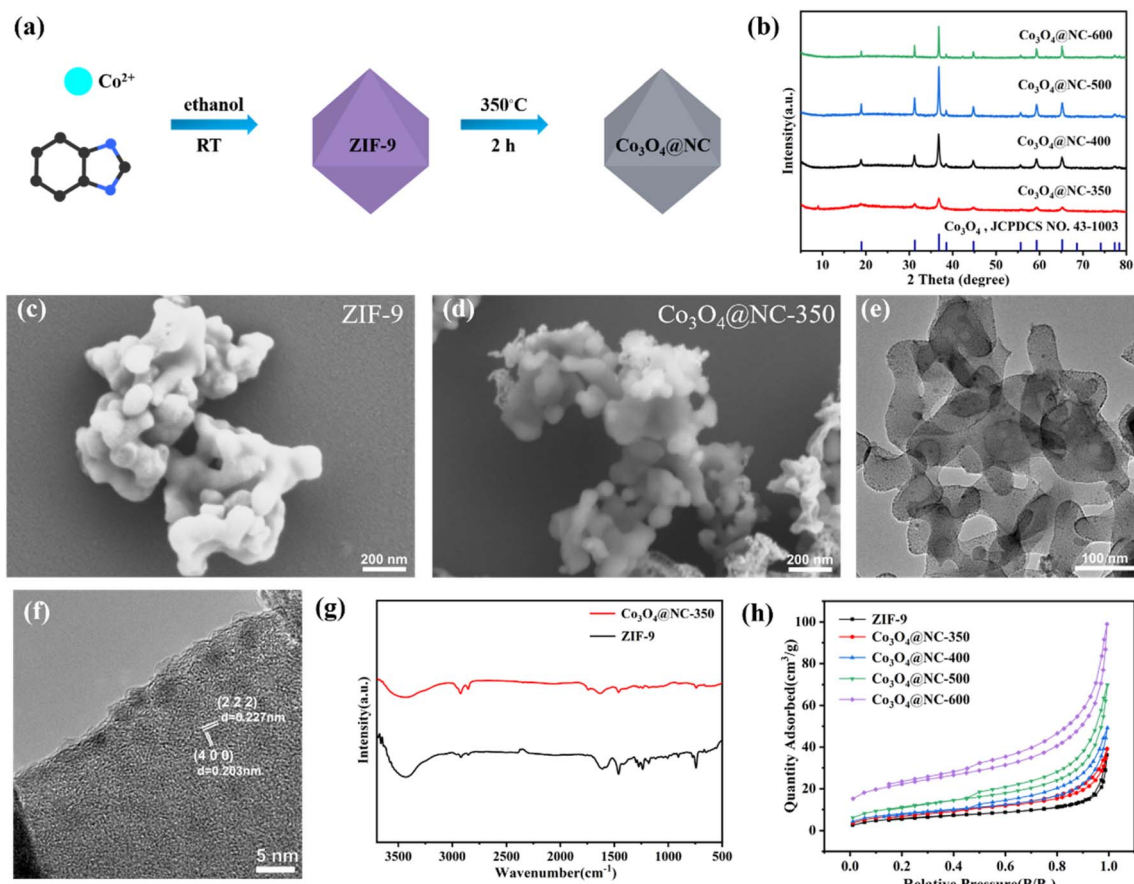 (a)
Co²⁺
ethanol
RT
ZIF-9
350°C
2 h
Co₃O₄@NC
(b)
Intensity(a.u.)
Co₃O₄@NC-600
Co₃O₄@NC-500
Co₃O₄@NC-400
Co₃O₄@NC-350
Co₃O₄ , JCPDCS NO. 43-1003
10 20 30 40 50 60 70 80
2 Theta (degree)
(c)
ZIF-9
200 nm
(d)
Co₃O₄@NC-350
200 nm
(e)
100 nm
(f)
(2 2 2)
d=0.227nm
(4 0 0)
d=0.203nm
5 nm
(g)
Intensity(a.u.)
Co₃O₄@NC-350
ZIF-9
3500 3000 2500 2000 1500 1000 500
Wavenumber(cm⁻¹)
(h)
Quantity Adsorbed(cm³/g)
100
80
60
40
20
0
ZIF-9
Co₃O₄@NC-350
Co₃O₄@NC-400
Co₃O₄@NC-500
Co₃O₄@NC-600
0.0 0.2 0.4 0.6 0.8 1.0